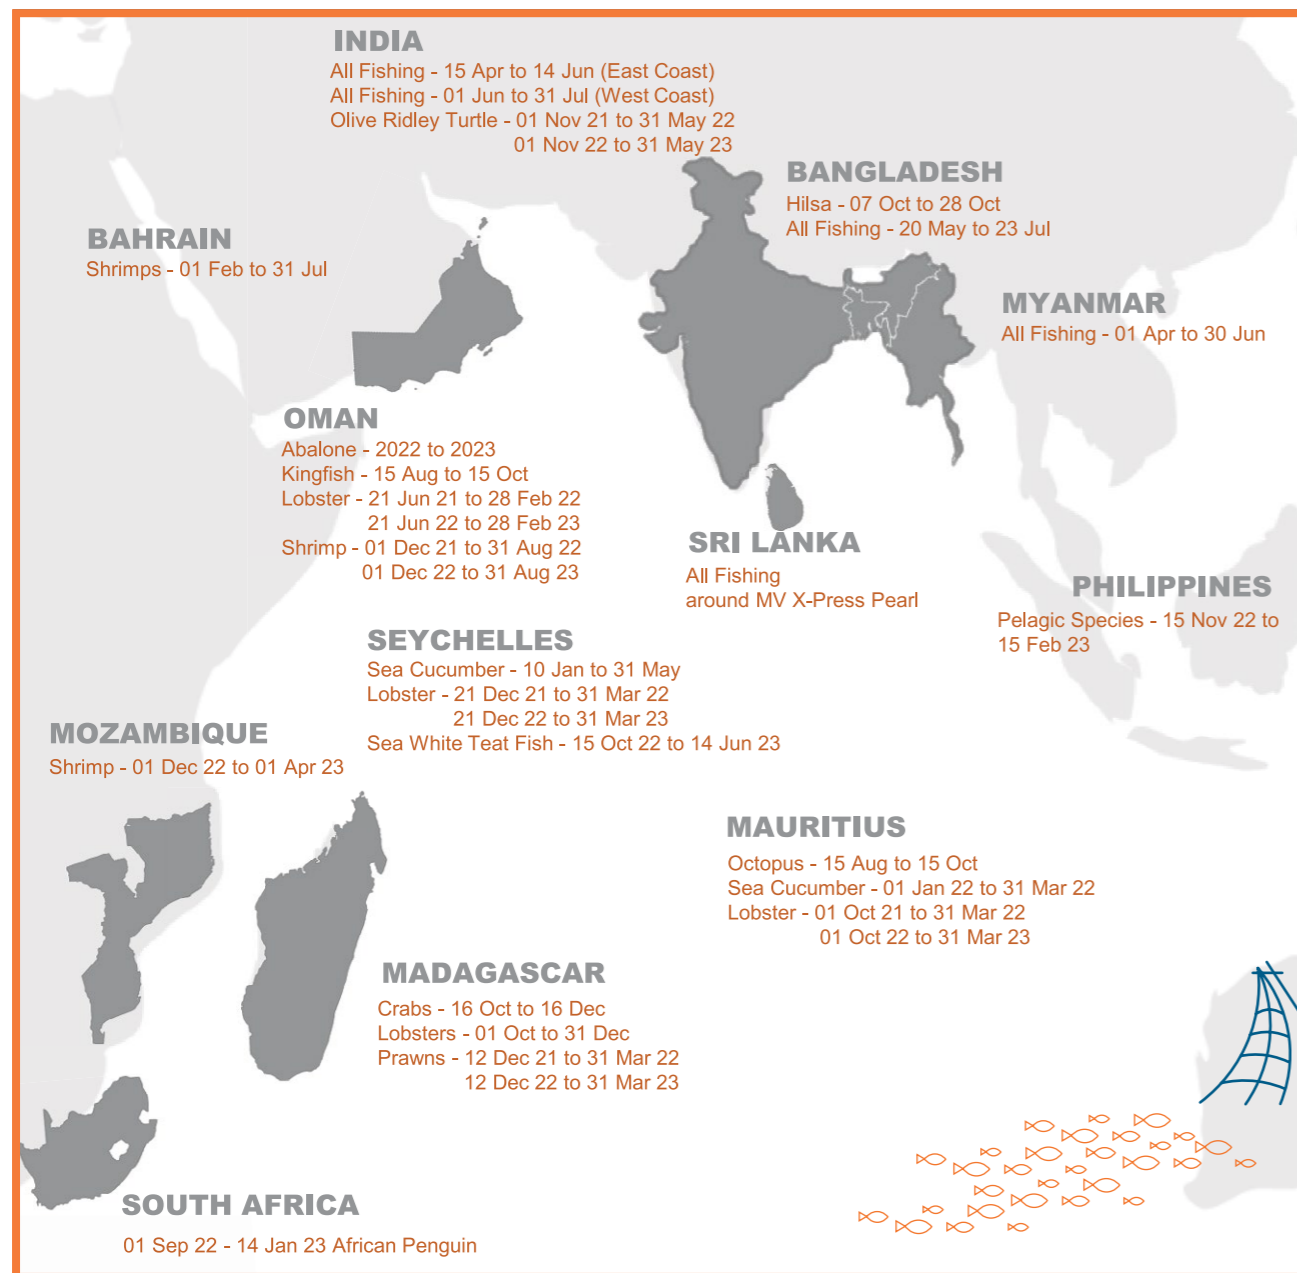 INDIA
All Fishing - 15 Apr to 14 Jun (East Coast)
All Fishing - 01 Jun to 31 Jul (West Coast)
Olive Ridley Turtle - 01 Nov 21 to 31 May 22
01 Nov 22 to 31 May 23
BANGLADESH
Hilsa - 07 Oct to 28 Oct
All Fishing - 20 May to 23 Jul
BAHRAIN
Shrimps - 01 Feb to 31 Jul
MYANMAR
All Fishing - 01 Apr to 30 Jun
OMAN
Abalone - 2022 to 2023
Kingfish - 15 Aug to 15 Oct
Lobster - 21 Jun 21 to 28 Feb 22
21 Jun 22 to 28 Feb 23
Shrimp - 01 Dec 21 to 31 Aug 22
01 Dec 22 to 31 Aug 23
SRI LANKA
All Fishing
around MV X-Press Pearl
PHILIPPINES
Pelagic Species - 15 Nov 22 to
15 Feb 23
SEYCHELLES
Sea Cucumber - 10 Jan to 31 May
Lobster - 21 Dec 21 to 31 Mar 22
21 Dec 22 to 31 Mar 23
Sea White Teat Fish - 15 Oct 22 to 14 Jun 23
MOZAMBIQUE
Shrimp - 01 Dec 22 to 01 Apr 23
MAURITIUS
Octopus - 15 Aug to 15 Oct
Sea Cucumber - 01 Jan 22 to 31 Mar 22
Lobster - 01 Oct 21 to 31 Mar 22
01 Oct 22 to 31 Mar 23
MADAGASCAR
Crabs - 16 Oct to 16 Dec
Lobsters - 01 Oct to 31 Dec
Prawns - 12 Dec 21 to 31 Mar 22
12 Dec 22 to 31 Mar 23
SOUTH AFRICA
01 Sep 22 - 14 Jan 23 African Penguin